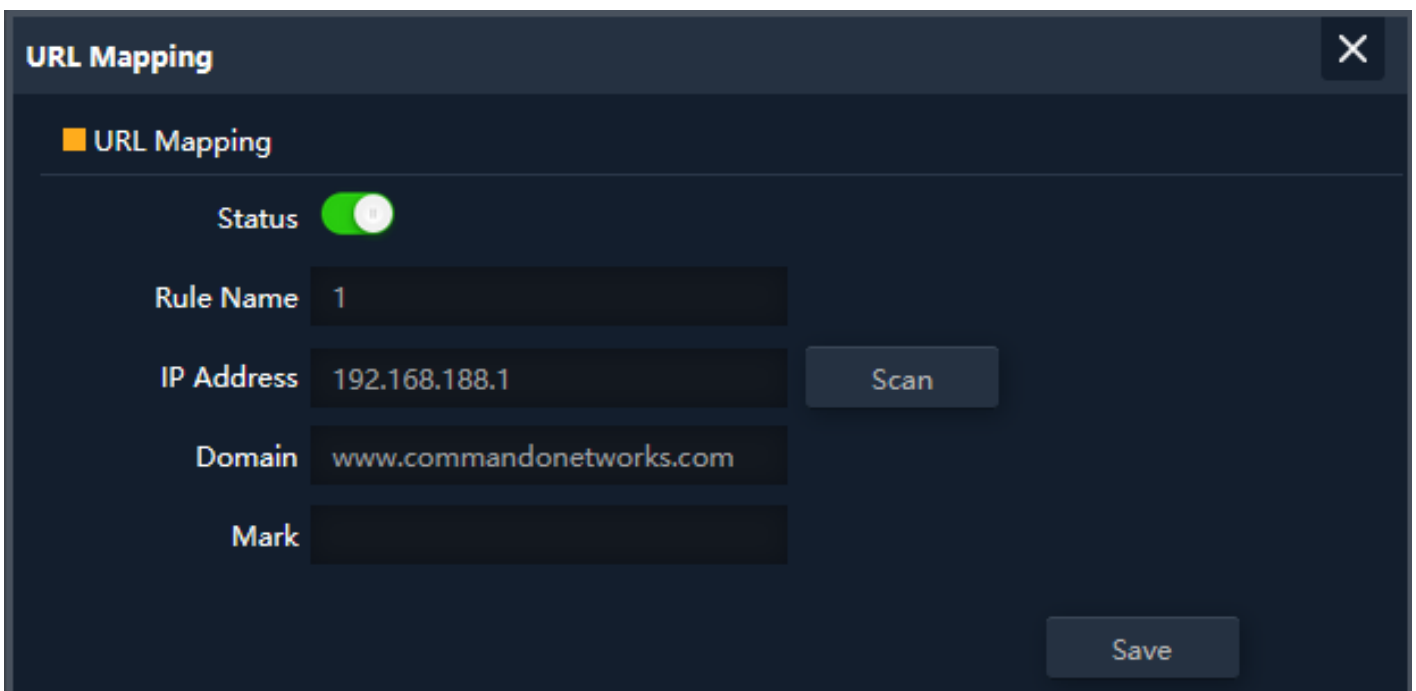 URL Mapping
URL Mapping
Status
Rule Name 1
IP Address 192.168.188.1 Scan
Domain www.commandonetworks.com
Mark
Save